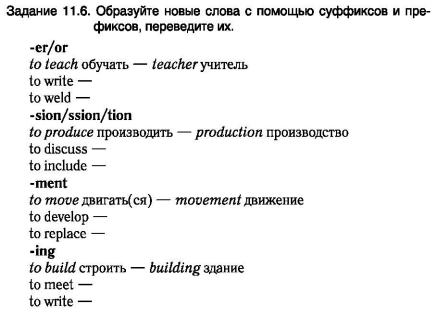 Задание 11.6. Образуйте новые слова с помощью суффиксов и пре-
фиксов, переведите их.
-er/or
to teach обучать — teacher учитель
to write —
to weld —
-sion/ssion/tion
to produce производить — production производство
to discuss —
to include —
-ment
to move двигать(ся) — movement движение
to develop —
to replace —
-ing
to build строить — building здание
to meet —
to write —